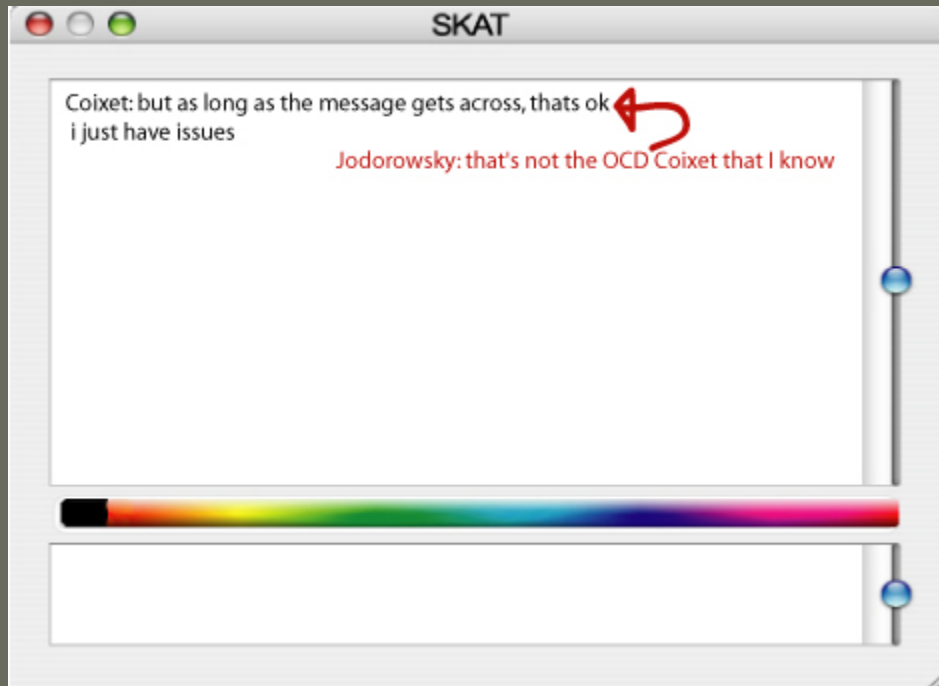 SKAT
Coixet: but as long as the message gets across, thats ok
i just have issues
Jodorowsky: that's not the OCD Coixet that I know